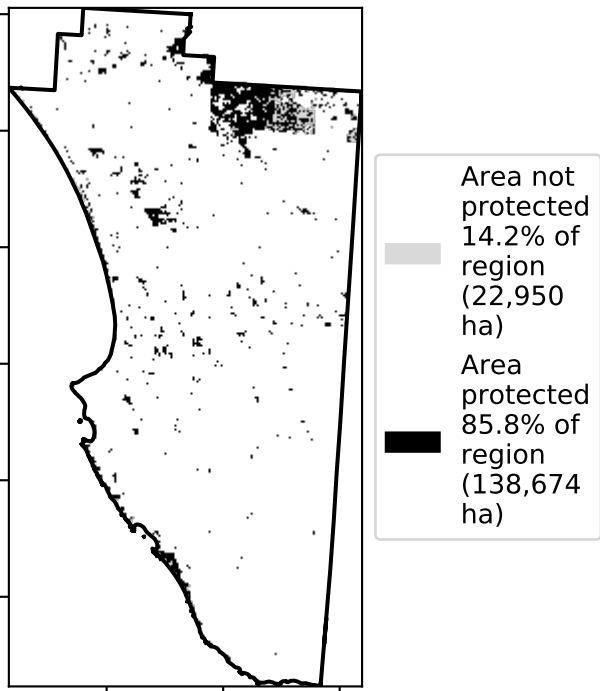 Area not
protected
14.2% of
region
(22,950
ha)
Area
protected
85.8% of
region
(138,674
ha)